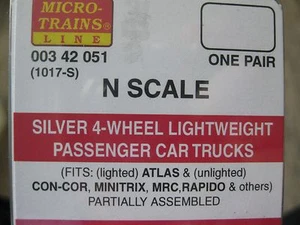 MICRO-
TRAINS®
LINE
003 42 051
(1017-S)
ONE PAIR
N SCALE
SILVER 4-WHEEL LIGHTWEIGHT
PASSENGER CAR TRUCKS
(FITS: (lighted) ATLAS & (unlighted)
CON-COR, MINITRIX, MRC,RAPIDO & others)
PARTIALLY ASSEMBLED